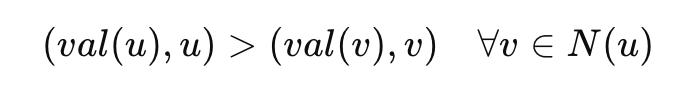 (val(u), u) > (val(v), v) ∀v ∈ N(u)